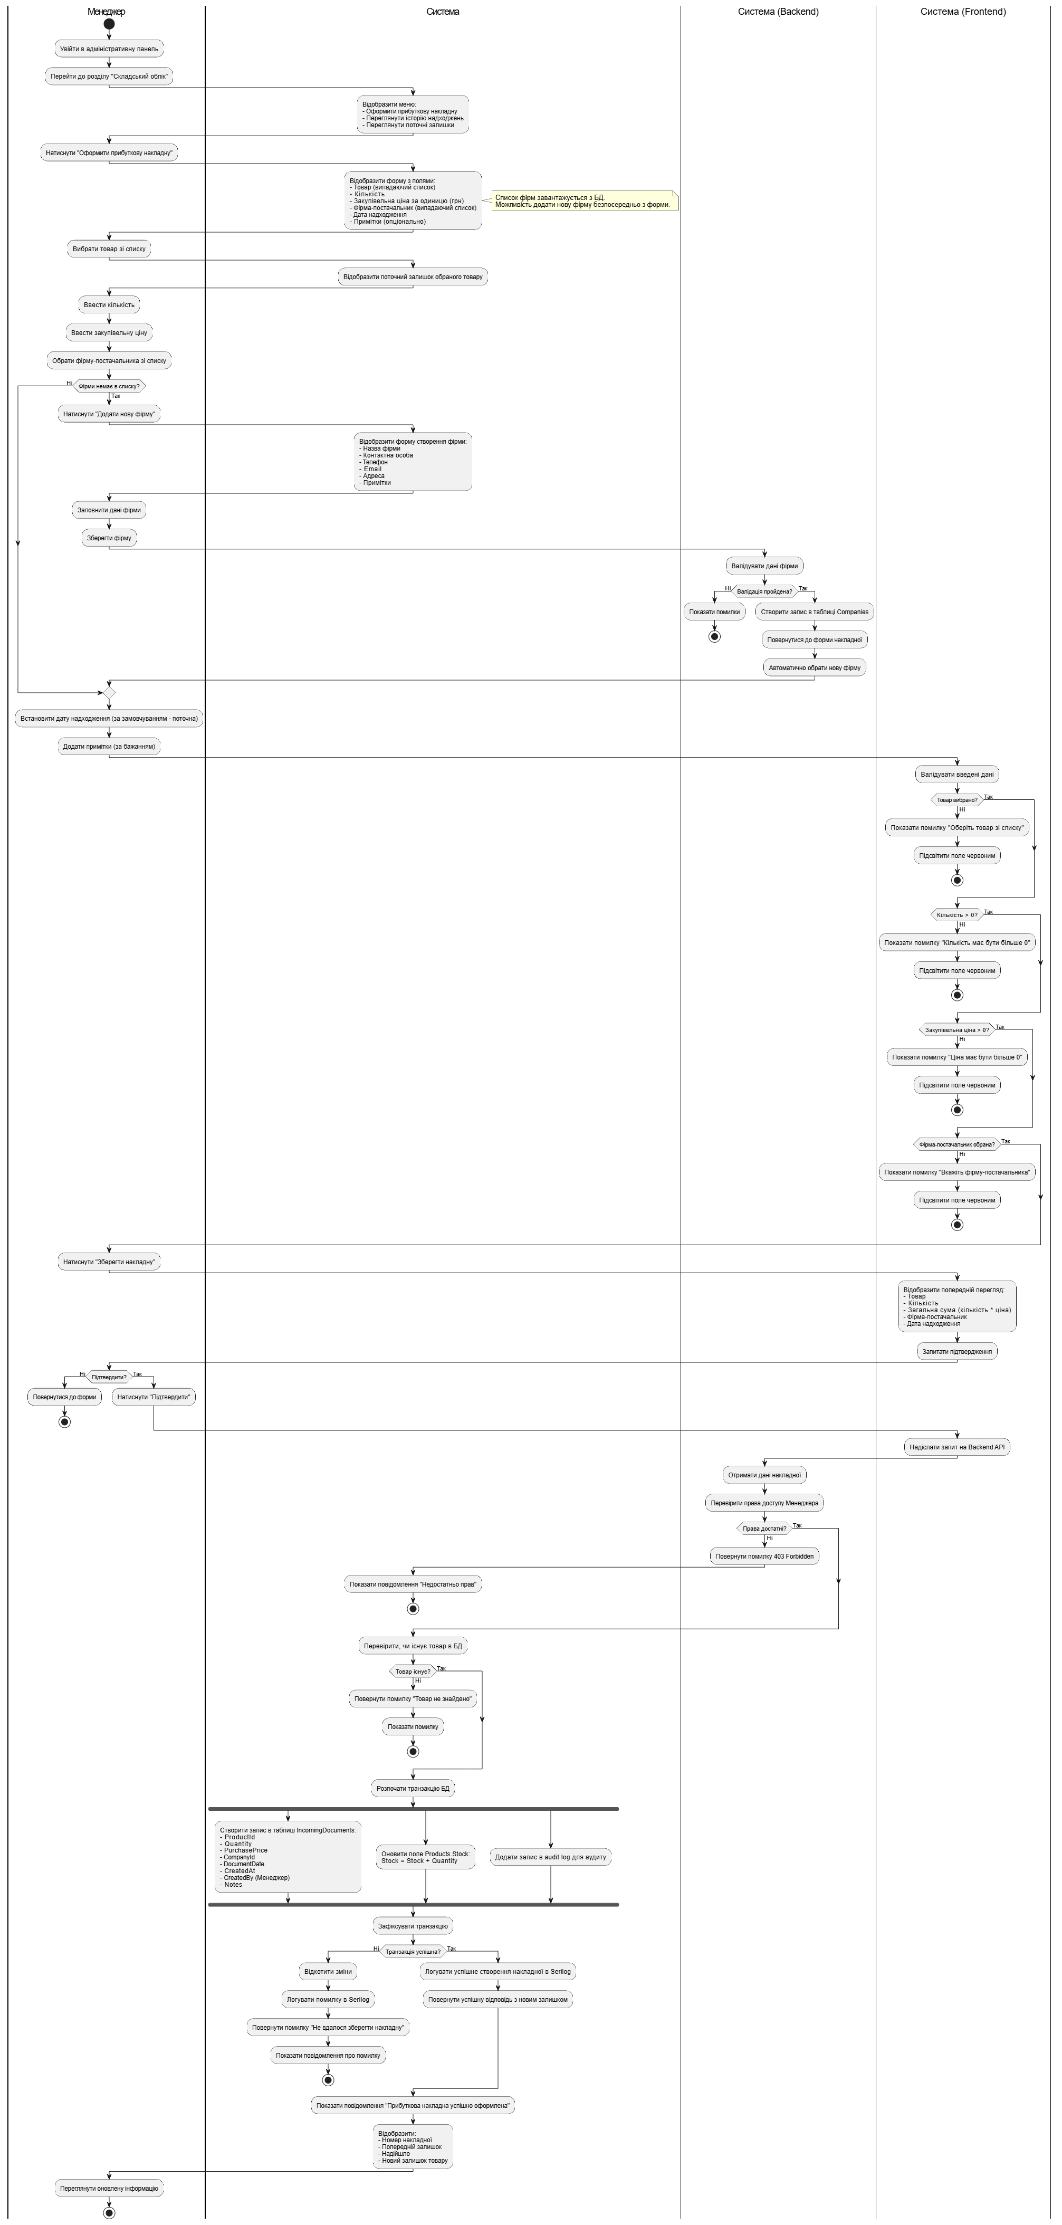 Менеджер
Система
Система (Backend)
Система (Frontend)
Увійти в адміністративну панель
Перейти до розділу "Складський облік"
Відобразити меню:
- Оформити прибуткову накладну
- Переглянути історію надходжень
- Переглянути поточні залишки
Натиснути "Оформити прибуткову накладну"
Відобразити форму з полями:
- Товар (випадаючий список)
- Кількість
- Закупівельна ціна за одиницю (грн)
- Фірма-постачальник (випадаючий список)
- Дата надходження
- Примітки (опціонально)
Список фірм завантажується з БД.
Можливість додати нову фірму безпосередньо з форми.
Вибрати товар зі списку
Відобразити поточний залишок обраного товару
Ввести кількість
Ввести закупівельну ціну
Обрати фірму-постачальника зі списку
Ні
Фірми немає в списку?
Так
Натиснути "Додати нову фірму"
Відобразити форму створення фірми:
- Назва фірми
- Контактна особа
- Телефон
- Email
- Адреса
- Примітки
Заповнити дані фірми
Зберегти фірму
Валідувати дані фірми
Ні
Валідація пройдена?
Так
Показати помилки
Створити запис в таблиці Companies
Повернутися до форми накладної
Автоматично обрати нову фірму
Встановити дату надходження (за замовчуванням - поточна)
Додати примітки (за бажанням)
Валідувати введені дані
Товар вибрано?
Так
Ні
Показати помилку "Оберіть товар зі списку"
Підсвітити поле червоним
Кількість > 0?
Так
Ні
Показати помилку "Кількість має бути більше 0"
Підсвітити поле червоним
Закупівельна ціна > 0?
Так
Ні
Показати помилку "Ціна має бути більше 0"
Підсвітити поле червоним
Фірма-постачальник обрана?
Так
Ні
Показати помилку "Вкажіть фірму-постачальника"
Підсвітити поле червоним
Натиснути "Зберегти накладну"
Відобразити попередній перегляд:
- Товар
- Кількість
- Загальна сума (кількість * ціна)
- Фірма-постачальник
- Дата надходження
Запитати підтвердження
Ні
Підтвердити?
Так
Повернутися до форми
Натиснути "Підтвердити"
Надіслати запит на Backend API
Отримати дані накладної
Перевірити права доступу Менеджера
Права достатні?
Так
Ні
Повернути помилку 403 Forbidden
Показати повідомлення "Недостатньо прав"
Перевірити, чи існує товар в БД
Товар існує?
Так
Ні
Повернути помилку "Товар не знайдено"
Показати помилку
Розпочати транзакцію БД
Створити запис в таблиці IncomingDocuments:
- ProductId
- Quantity
- PurchasePrice
- CompanyId
- DocumentDate
- CreatedAt
- CreatedBy (Менеджер)
- Notes
Оновити поле Products.Stock:
Stock = Stock + Quantity
Додати запис в audit log для аудиту
Зафіксувати транзакцію
Ні
Транзакція успішна?
Так
Відкотити зміни
Логувати успішне створення накладної в Serilog
Логувати помилку в Serilog
Повернути успішну відповідь з новим залишком
Повернути помилку "Не вдалося зберегти накладну"
Показати повідомлення про помилку
Показати повідомлення "Прибуткова накладна успішно оформлена"
Відобразити:
- Номер накладної
- Попередній залишок
- Надійшло
- Новий залишок товару
Переглянути оновлену інформацію